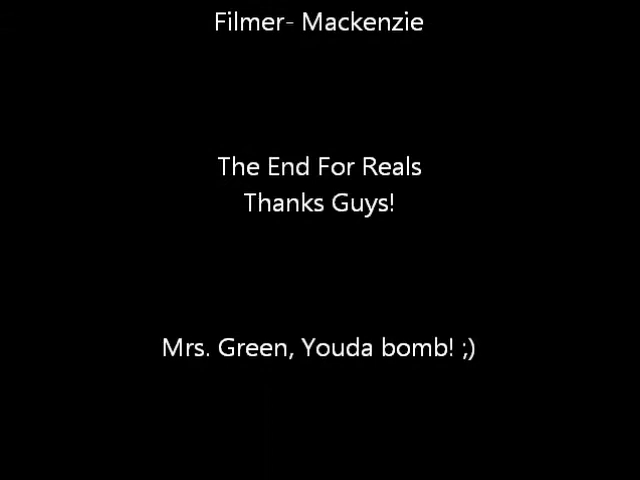 Filmer- Mackenzie
The End For Reals
Thanks Guys!
Mrs. Green, Youda bomb! ;)